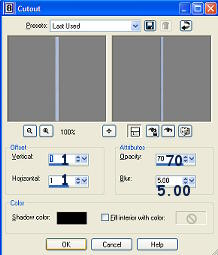 Cutout
Presets: Last Used
100%
Offset
Vertical: 1
Horizontal: 1 1
Attributes
Opacity: 70 70
Blur: 5.00
5.00
Color
Shadow color:
Fill interior with color:
OK Cancel Help